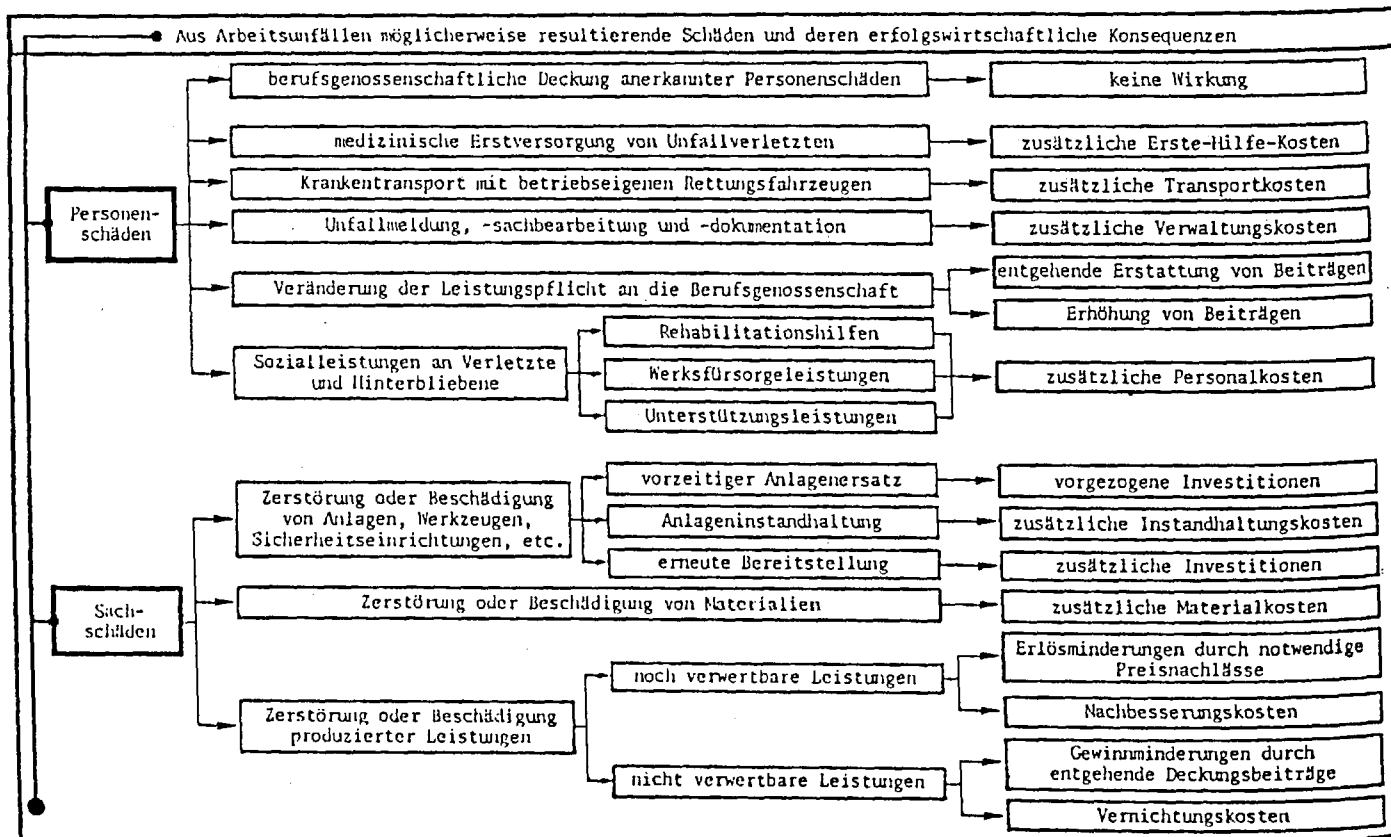 Aus Arbeitsunfällen möglicherweise resultierende Schäden und deren erfolgswirtschaftliche Konsequenzen
berufsgenossenschaftliche Deckung anerkannter Personenschäden
keine Wirkung
medizinische Erstversorgung von Unfallverletzten
zusätzliche Erste-Hilfe-Kosten
Krankentransport mit betriebseigenen Rettungsfahrzeugen
zusätzliche Transportkosten
Personen-
schäden
Unfallmeldung, -sachbearbeitung und -dokumentation
zusätzliche Verwaltungskosten
Veränderung der Leistungspflicht an die Berufsgenossenschaft
entgehende Erstattung von Beiträgen
Erhöhung von Beiträgen
Sozialleistungen an Verletzte
und Hinterbliebene
Rehabilitationshilfen
Werksfürsorgeleistungen
Unterstützungsleistungen
zusätzliche Personalkosten
Zerstörung oder Beschädigung
von Anlagen, Werkzeugen,
Sicherheitseinrichtungen, etc.
vorzeitiger Anlagenersatz
vorgezogene Investitionen
Anlageninstandhaltung
zusätzliche Instandhaltungskosten
erneute Bereitstellung
zusätzliche Investitionen
Sach-
schäden
Zerstörung oder Beschädigung von Materialien
zusätzliche Materialkosten
Zerstörung oder Beschädigung
produzierter Leistungen
noch verwertbare Leistungen
Erlösminderungen durch notwendige
Preisnachlässe
Nachbesserungskosten
nicht verwertbare Leistungen
Gewinnminderungen durch
entgehende Deckungsbeiträge
Vernichtungskosten